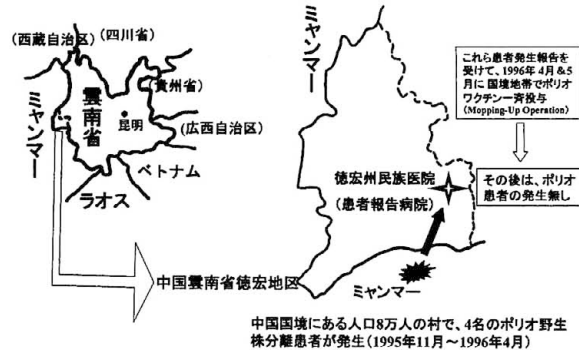 (西蔵自治区)
(四川省)
(貴州省)
雲南省
昆明
(広西自治区)
ミャンマー
ベトナム
ラオス
中国雲南省徳宏地区
ミャンマー
徳宏州民族医院
(患者報告病院)
ミャンマー
これら患者発生報告を
受けて、1996年 4月&5
月に 国境地帯でポリオ
ワクチン一斉投与
(Mopping-Up Operation)
その後は、ポリオ
患者の発生無し
中国国境にある人口8万人の村で、4名のポリオ野生
株分離患者が発生(1995年11月～1996年4月)